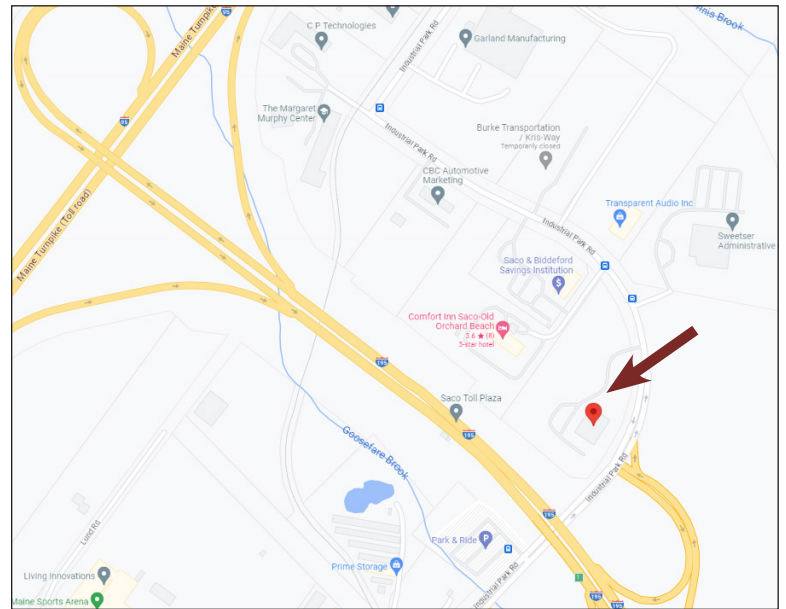 nnis Brook
95
Maine Turnpike
C P Technologies
Industrial Park Rd
Garland Manufacturing
The Margaret
Murphy Center
95
Industrial Park Rd
Burke Transportation
/ Kris-Way
Temporarily closed
CBC Automotive
Marketing
Transparent Audio Inc
Maine Turnpike (Toll road)
Industrial Park Rd
Sweetser
Administrative
Saco & Biddeford
Savings Institution
$
Comfort Inn Saco-Old
Orchard Beach
3.6 ★ (8)
3-star hotel
195
Saco Toll Plaza
195
Goosefare Brook
Industrial Park Rd
195
Lund Rd
Park & Ride
P
Prime Storage
Living Innovations
Industrial Park Rd
1
195
195
Maine Sports Arena